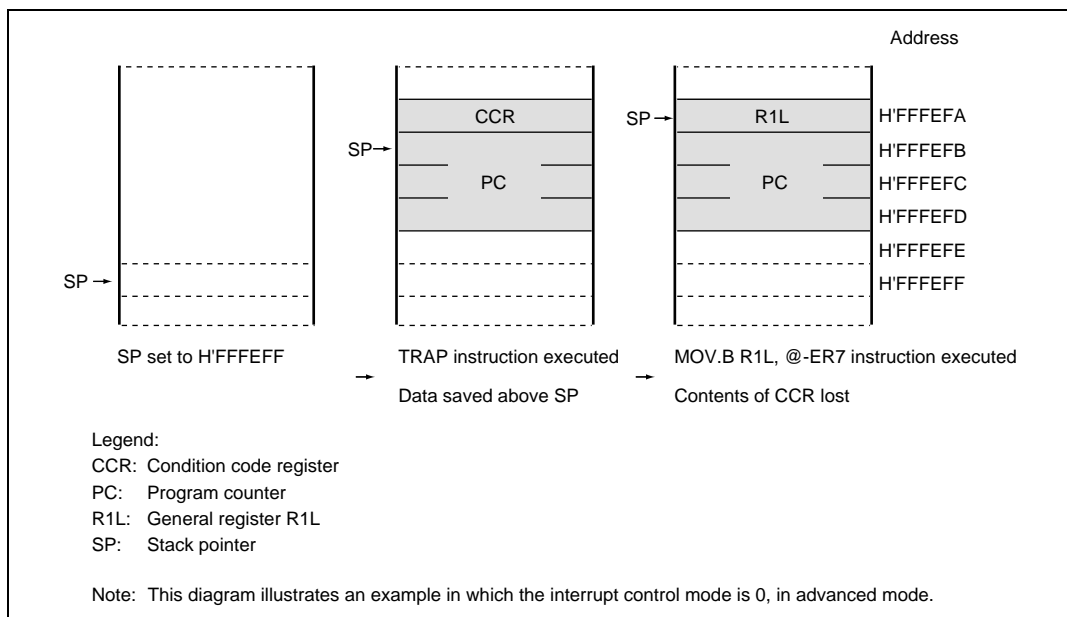 Address
CCR
SP
R1L
H'FFFEFA
SP
H'FFFEFB
PC
PC
H'FFFEFC
H'FFFEFD
H'FFFEFE
SP
H'FFFEFF
SP set to H'FFFEFF
TRAP instruction executed
MOV.B R1L, @-ER7 instruction executed
Data saved above SP
Contents of CCR lost
Legend:
CCR: Condition code register
PC: Program counter
R1L: General register R1L
SP: Stack pointer
Note: This diagram illustrates an example in which the interrupt control mode is 0, in advanced mode.